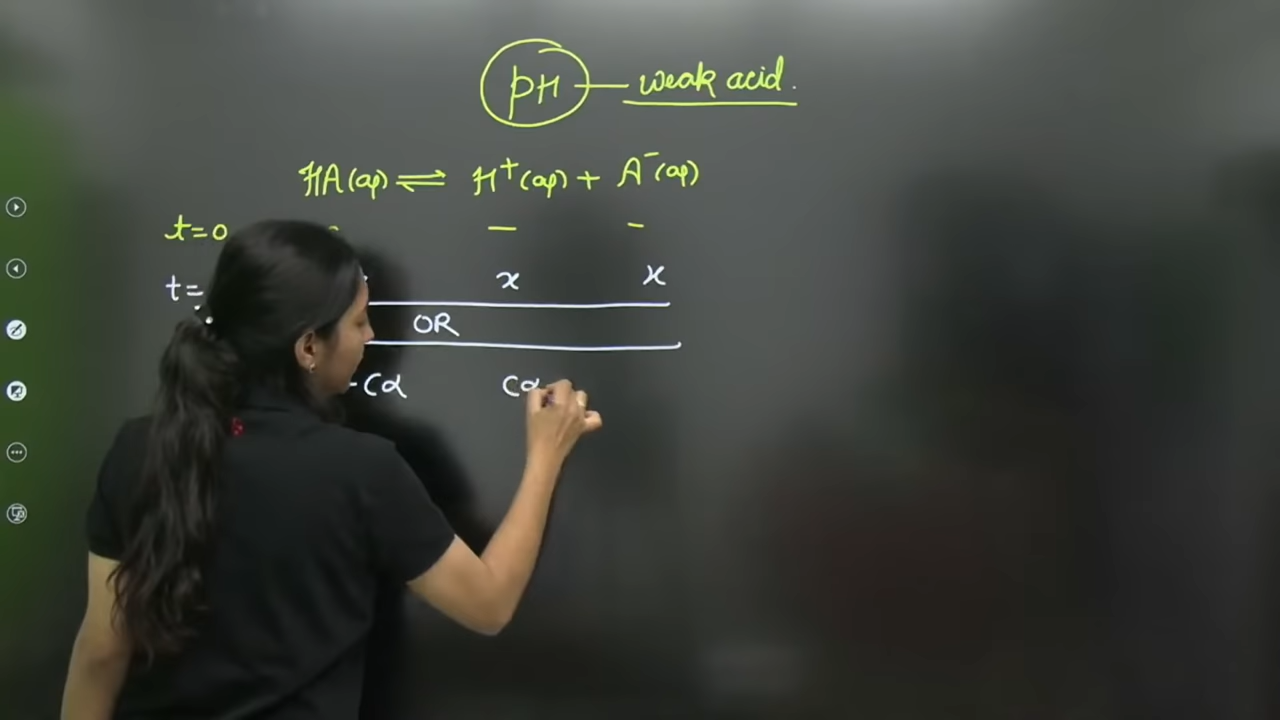 pH — weak acid.
HA(aq) ⇌ H⁺(aq) + A⁻(aq)
t=0 — —
t= x x
OR
-Cα Cα